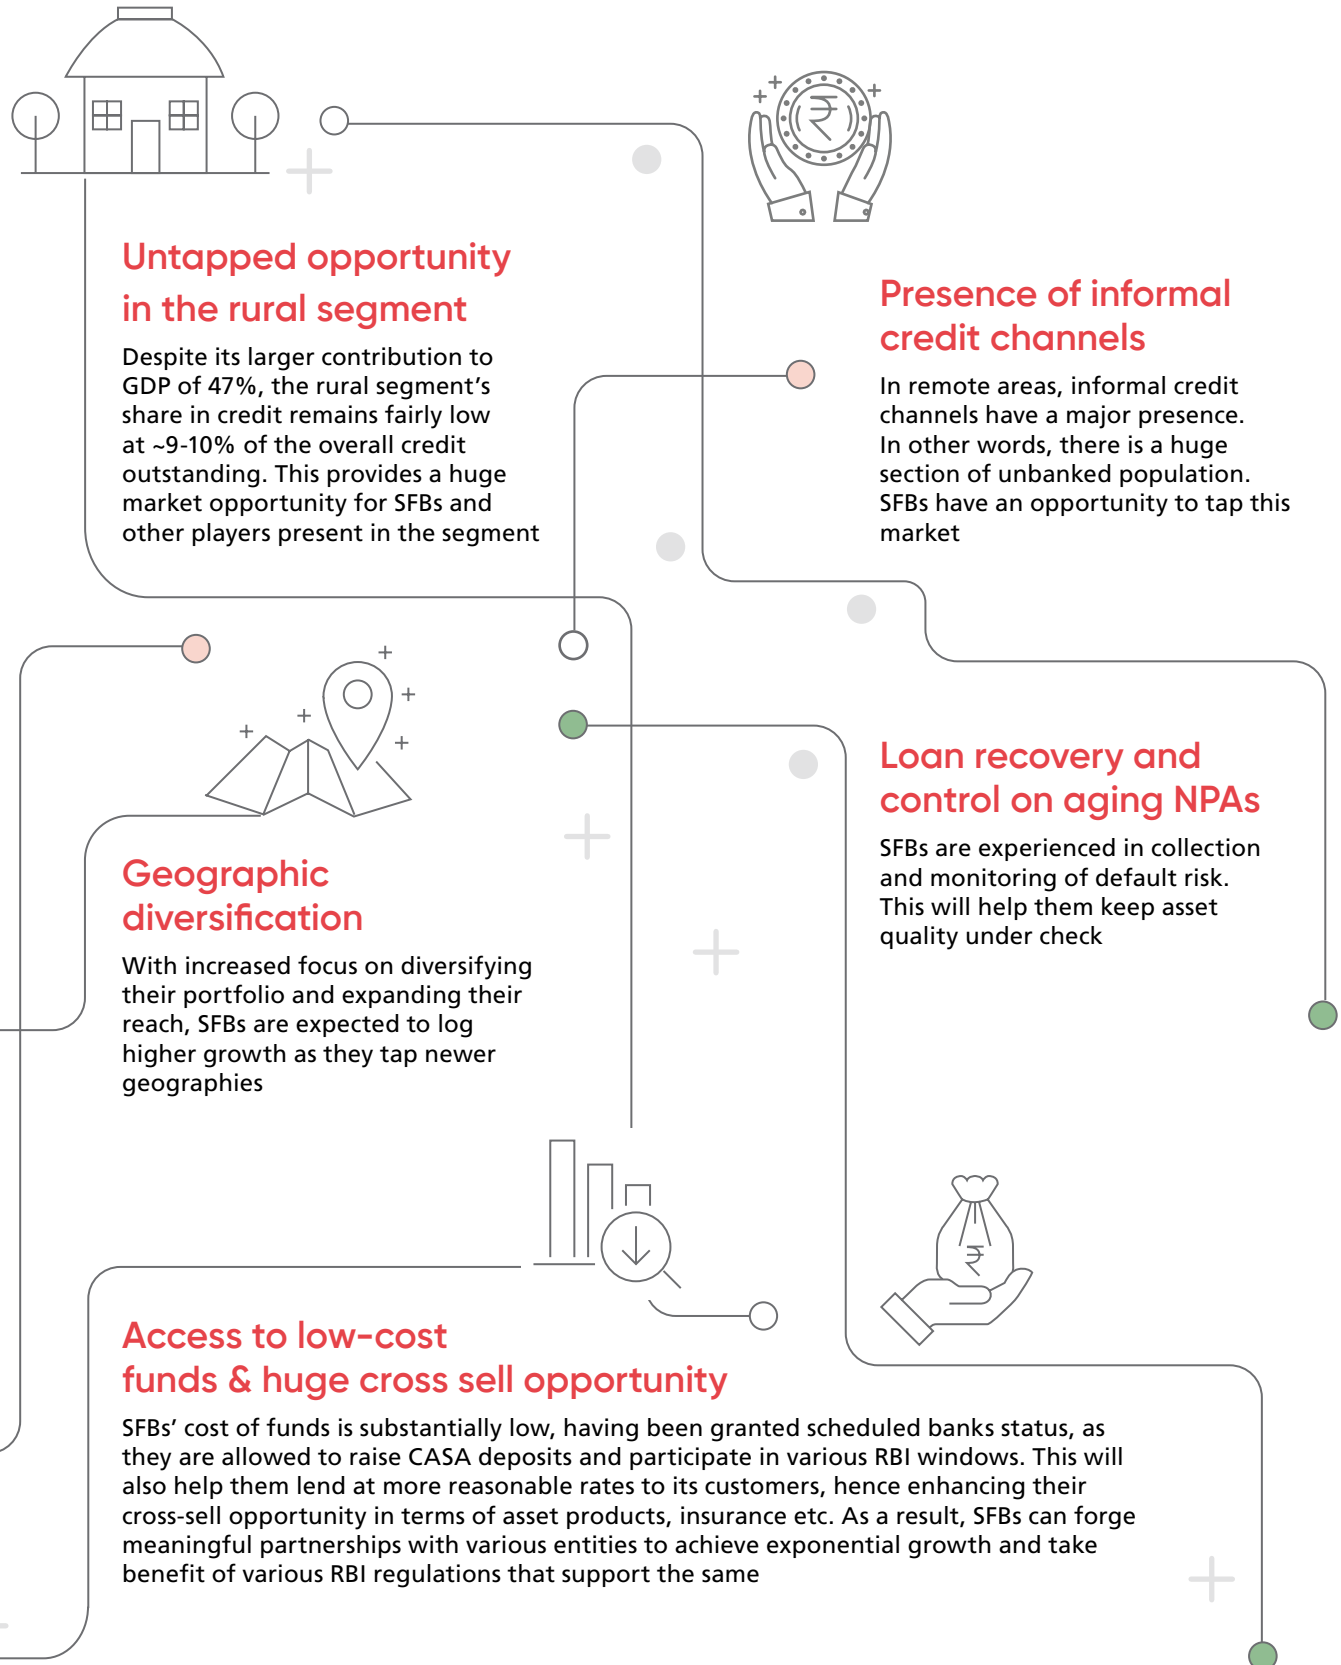 Untapped opportunity
in the rural segment
Despite its larger contribution to
GDP of 47%, the rural segment's
share in credit remains fairly low
at ~9-10% of the overall credit
outstanding. This provides a huge
market opportunity for SFBs and
other players present in the segment
Presence of informal
credit channels
In remote areas, informal credit
channels have a major presence.
In other words, there is a huge
section of unbanked population.
SFBs have an opportunity to tap this
market
Geographic
diversification
With increased focus on diversifying
their portfolio and expanding their
reach, SFBs are expected to log
higher growth as they tap newer
geographies
Loan recovery and
control on aging NPAs
SFBs are experienced in collection
and monitoring of default risk.
This will help them keep asset
quality under check
Access to low-cost
funds & huge cross sell opportunity
SFBs' cost of funds is substantially low, having been granted scheduled banks status, as
they are allowed to raise CASA deposits and participate in various RBI windows. This will
also help them lend at more reasonable rates to its customers, hence enhancing their
cross-sell opportunity in terms of asset products, insurance etc. As a result, SFBs can forge
meaningful partnerships with various entities to achieve exponential growth and take
benefit of various RBI regulations that support the same